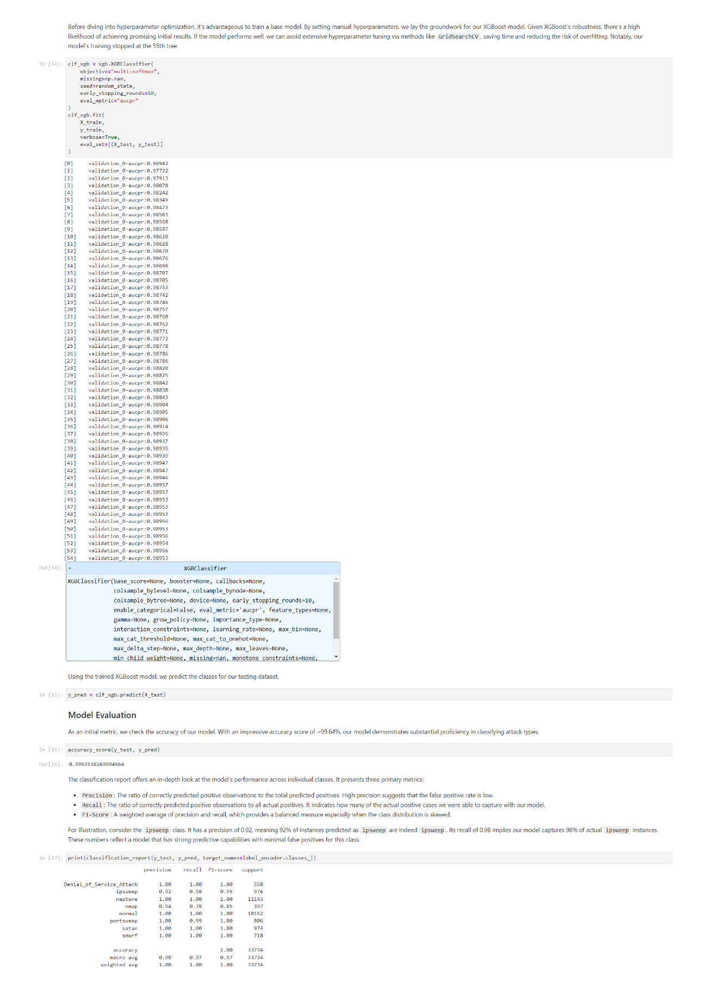 Before diving into hyperparameter optimization, it's advantageous to train a base model. By setting manual hyperparameters, we lay the groundwork for our XGBoost model. Given XGBoost's robustness, there's a high
likelihood of achieving promising initial results. If the model performs well, we can avoid extensive hyperparameter tuning via methods like GridSearchCV , saving time and reducing the risk of overfitting. Notably, our
model's training stopped at the 55th tree.
In [14]: clf_xgb = xgb.XGBClassifier(
objective="multi:softmax",
missing=np.nan,
seed=random_state,
early_stopping_rounds=10,
eval_metric="aucpr"
)
clf_xgb.fit(
X_train,
y_train,
verbose=True,
eval_set=[(X_test, y_test)]
)
[0] validation_0-aucpr:0.96942
[1] validation_0-aucpr:0.97722
[2] validation_0-aucpr:0.97913
[3] validation_0-aucpr:0.98078
[4] validation_0-aucpr:0.98242
[5] validation_0-aucpr:0.98349
[6] validation_0-aucpr:0.98473
[7] validation_0-aucpr:0.98503
[8] validation_0-aucpr:0.98568
[9] validation_0-aucpr:0.98587
[10] validation_0-aucpr:0.98620
[11] validation_0-aucpr:0.98628
[12] validation_0-aucpr:0.98670
[13] validation_0-aucpr:0.98676
[14] validation_0-aucpr:0.98698
[15] validation_0-aucpr:0.98707
[16] validation_0-aucpr:0.98705
[17] validation_0-aucpr:0.98733
[18] validation_0-aucpr:0.98742
[19] validation_0-aucpr:0.98746
[20] validation_0-aucpr:0.98757
[21] validation_0-aucpr:0.98768
[22] validation_0-aucpr:0.98762
[23] validation_0-aucpr:0.98771
[24] validation_0-aucpr:0.98773
[25] validation_0-aucpr:0.98778
[26] validation_0-aucpr:0.98786
[27] validation_0-aucpr:0.98786
[28] validation_0-aucpr:0.98820
[29] validation_0-aucpr:0.98825
[30] validation_0-aucpr:0.98842
[31] validation_0-aucpr:0.98838
[32] validation_0-aucpr:0.98843
[33] validation_0-aucpr:0.98904
[34] validation_0-aucpr:0.98905
[35] validation_0-aucpr:0.98906
[36] validation_0-aucpr:0.98914
[37] validation_0-aucpr:0.98926
[38] validation_0-aucpr:0.98937
[39] validation_0-aucpr:0.98935
[40] validation_0-aucpr:0.98939
[41] validation_0-aucpr:0.98947
[42] validation_0-aucpr:0.98947
[43] validation_0-aucpr:0.98946
[44] validation_0-aucpr:0.98957
[45] validation_0-aucpr:0.98957
[46] validation_0-aucpr:0.98953
[47] validation_0-aucpr:0.98953
[48] validation_0-aucpr:0.98953
[49] validation_0-aucpr:0.98956
[50] validation_0-aucpr:0.98953
[51] validation_0-aucpr:0.98956
[52] validation_0-aucpr:0.98954
[53] validation_0-aucpr:0.98956
[54] validation_0-aucpr:0.98953
Out[14]: XGBClassifier
XGBClassifier(base_score=None, booster=None, callbacks=None,
colsample_bylevel=None, colsample_bynode=None,
colsample_bytree=None, device=None, early_stopping_rounds=10,
enable_categorical=False, eval_metric='aucpr', feature_types=None,
gamma=None, grow_policy=None, importance_type=None,
interaction_constraints=None, learning_rate=None, max_bin=None,
max_cat_threshold=None, max_cat_to_onehot=None,
max_delta_step=None, max_depth=None, max_leaves=None,
min_child_weight=None, missing=nan, monotone_constraints=None,
Using the trained XGBoost model, we predict the classes for our testing dataset.
In [15]: y_pred = clf_xgb.predict(X_test)
Model Evaluation
As an initial metric, we check the accuracy of our model. With an impressive accuracy score of ~99.64%, our model demonstrates substantial proficiency in classifying attack types.
In [16]: accuracy_score(y_test, y_pred)
Out[16]: 0.9963538269994664
The classification report offers an in-depth look at the model's performance across individual classes. It presents three primary metrics:
• Precision : The ratio of correctly predicted positive observations to the total predicted positives. High precision suggests that the false positive rate is low.
• Recall : The ratio of correctly predicted positive observations to all actual positives. It indicates how many of the actual positive cases we were able to capture with our model.
• F1-Score : A weighted average of precision and recall, which provides a balanced measure especially when the class distribution is skewed.
For illustration, consider the ipsweep class. It has a precision of 0.92, meaning 92% of instances predicted as ipsweep are indeed ipsweep . Its recall of 0.98 implies our model captures 98% of actual ipsweep instances.
These numbers reflect a model that has strong predictive capabilities with minimal false positives for this class.
In [17]: print(classification_report(y_test, y_pred, target_names=label_encoder.classes_))
precision recall f1-score support
Denial_of_Service_Attack 1.00 1.00 1.00 558
ipsweep 0.92 0.98 0.95 976
neptune 1.00 1.00 1.00 11143
nmap 0.94 0.78 0.85 397
normal 1.00 1.00 1.00 18162
portsweep 1.00 0.99 1.00 806
satan 1.00 1.00 1.00 974
smurf 1.00 1.00 1.00 718
accuracy 1.00 33734
macro avg 0.98 0.97 0.97 33734
weighted avg 1.00 1.00 1.00 33734